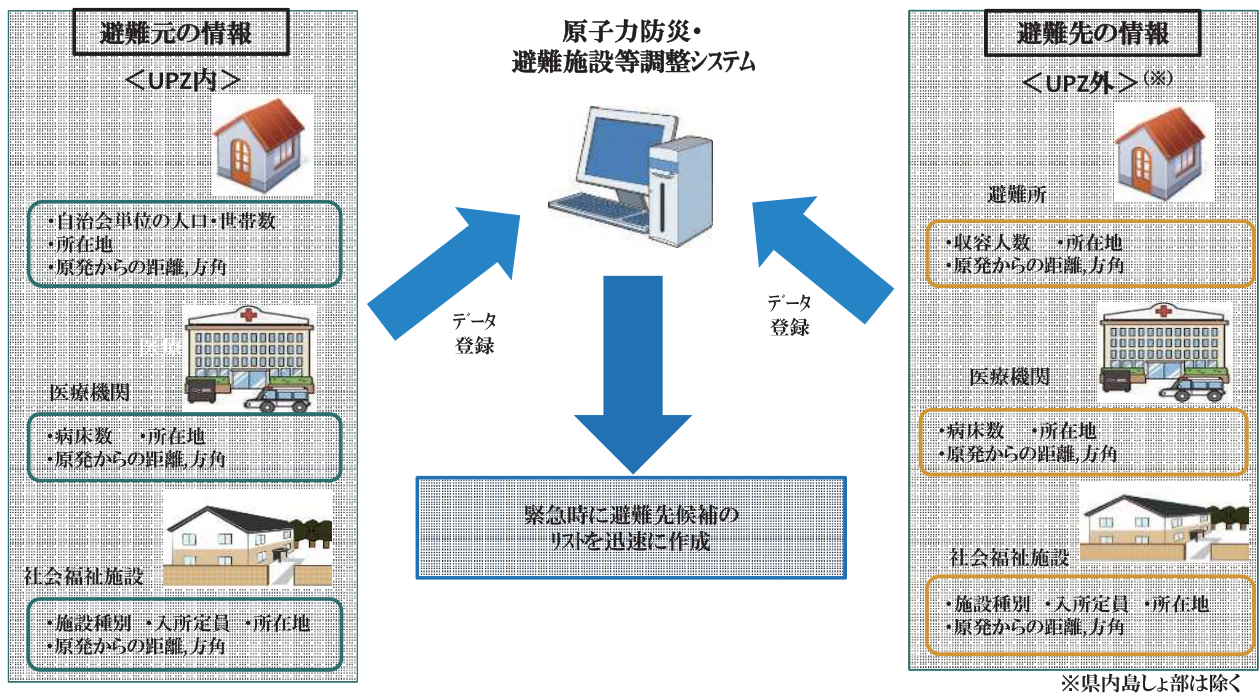 避難元の情報
＜UPZ内＞
・自治会単位の人口・世帯数
・所在地
・原発からの距離,方角
医療機関
・病床数　・所在地
・原発からの距離,方角
社会福祉施設
・施設種別　・入所定員　・所在地
・原発からの距離,方角
原子力防災・
避難施設等調整システム
データ
登録
データ
登録
緊急時に避難先候補の
リストを迅速に作成
避難先の情報
＜UPZ外＞(※)
避難所
・収容人数　・所在地
・原発からの距離,方角
医療機関
・病床数　・所在地
・原発からの距離,方角
社会福祉施設
・施設種別　・入所定員　・所在地
・原発からの距離,方角
※県内島しょ部は除く